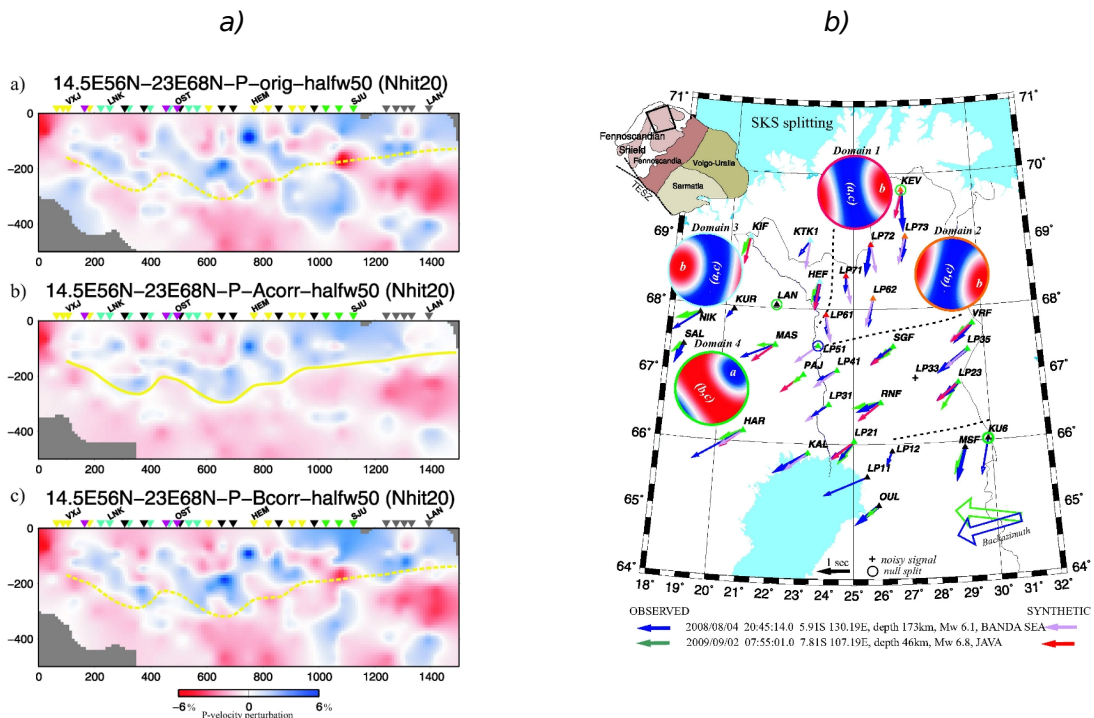 a)
a) 14.5E56N−23E68N−P−orig−halfw50 (Nhit20)
VXJ LNK OST HEM SJU LAN
0
−200
−400
0 200 400 600 800 1000 1200 1400
b) 14.5E56N−23E68N−P−Acorr−halfw50 (Nhit20)
VXJ LNK OST HEM SJU LAN
0
−200
−400
c) 14.5E56N−23E68N−P−Bcorr−halfw50 (Nhit20)
VXJ LNK OST HEM SJU LAN
0
−200
−400
0 200 400 600 800 1000 1200 1400
−6% 0 6%
P-velocity perturbation
b)
71° 71°
SKS splitting
Fennoscandian
Shield
Fennoscandia
Volgo-Uralia
Sarmatia
TESZ
Domain 1
(a,c) b
70°
KEV
69°
Domain 3
b (a,c)
KIF
KTK1
LP72
LP73
Domain 2
(a,c) b
69°
HEF
LP71
LP62
68°
KUR
LAN
NIK
LP61
VRF
68°
SAL
MAS
LP51
SGF
LP35
67°
Domain 4
(b,c) a
PAJ
LP41
LP33
LP23
67°
LP31
RNF
66°
HAR
LP21
KU6
66°
KAL
LP12
MSF
LP11
65°
OUL
65°
Backazimuth
1 sec
+ noisy signal
null split
64° 64°
18° 19° 20° 21° 22° 23° 24° 25° 26° 27° 28° 29° 30° 31° 32°
OBSERVED SYNTHETIC
2008/08/04 20:45:14.0 5.91S 130.19E, depth 173km, Mw 6.1, BANDA SEA
2009/09/02 07:55:01.0 7.81S 107.19E, depth 46km, Mw 6.8, JAVA